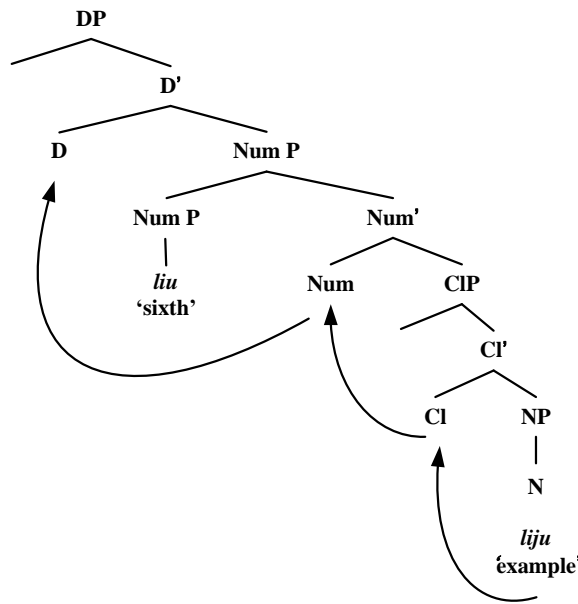 DP
D'
D Num P
Num P Num'
liu Num ClP
'sixth'
Cl'
Cl NP
N
liju
'example'